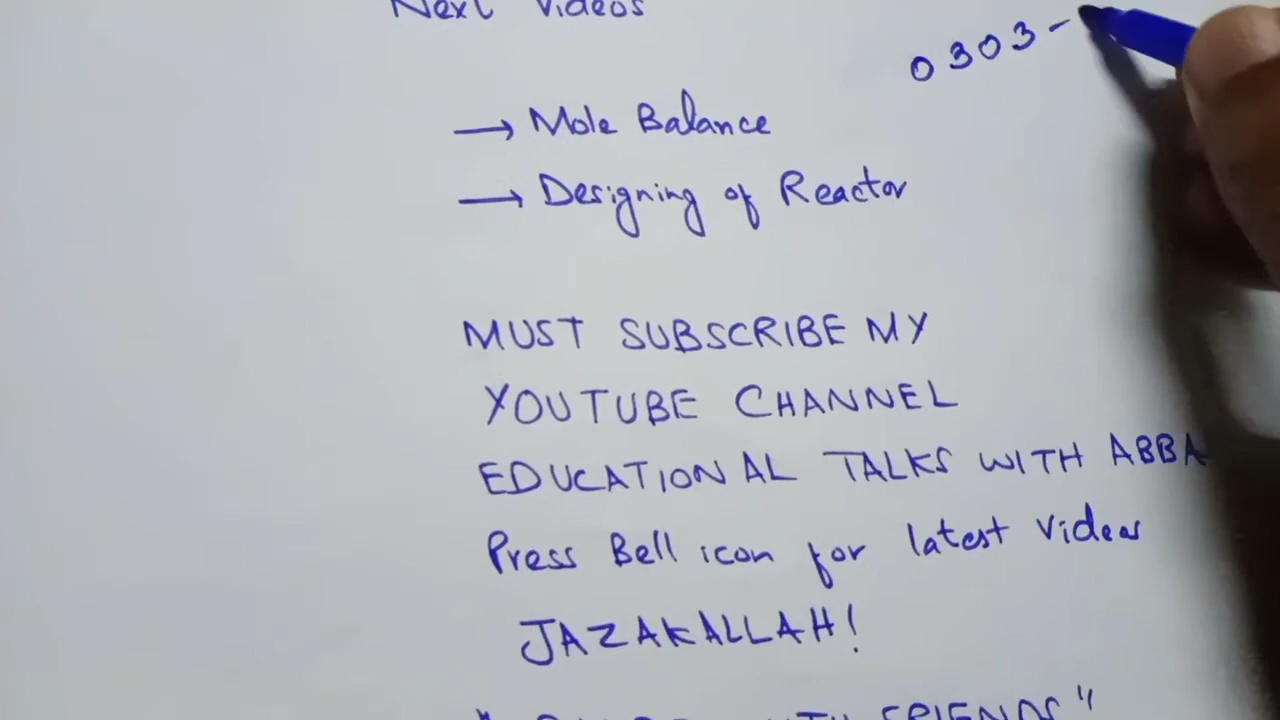 Next Videos
0303-
→ Mole Balance
→ Designing of Reactor
MUST SUBSCRIBE MY
YOUTUBE CHANNEL
EDUCATIONAL TALKS WITH ABBA
Press Bell icon for latest Videos
JAZAKALLAH!
FRIENDS"